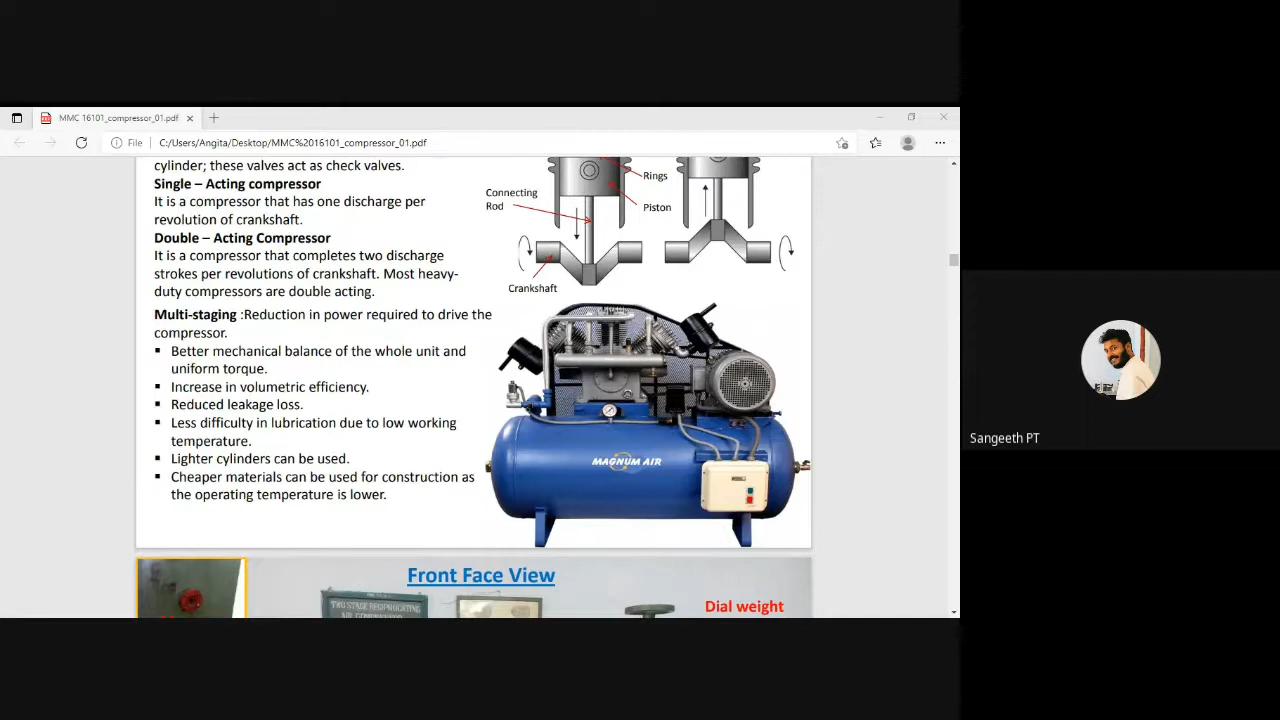 MMC 16101_compressor_01.pdf
File C:/Users/Angita/Desktop/MMC%2016101_compressor_01.pdf
cylinder; these valves act as check valves.
Single – Acting compressor
It is a compressor that has one discharge per
revolution of crankshaft.
Double – Acting Compressor
It is a compressor that completes two discharge
strokes per revolutions of crankshaft. Most heavy-
duty compressors are double acting.
Multi-staging :Reduction in power required to drive the
compressor.
▪ Better mechanical balance of the whole unit and
uniform torque.
▪ Increase in volumetric efficiency.
▪ Reduced leakage loss.
▪ Less difficulty in lubrication due to low working
temperature.
▪ Lighter cylinders can be used.
▪ Cheaper materials can be used for construction as
the operating temperature is lower.
Rings
Connecting
Rod
Piston
Crankshaft
MAGNUM AIR
Front Face View
TWO STAGE RECIPROCATING
AIR COMPRESSOR
Dial weight
Sangeeth PT